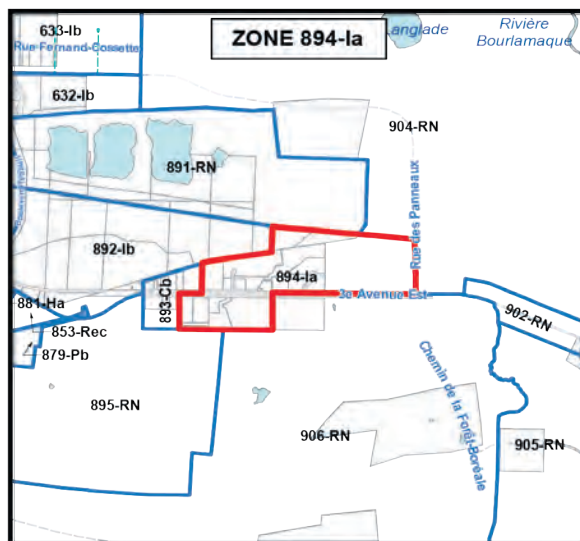 633-Ib
Rue Fernand-Cossette
ZONE 894-Ia
Langlade
Rivière
Bourlamaque
632-Ib
904-RN
891-RN
Rue des Panneaux
892-Ib
894-Ia
893-Cb
3e Avenue Est
881-Ha
853-Rec
879-Pb
902-RN
895-RN
Chemin de la Forêt-Boréale
906-RN
905-RN